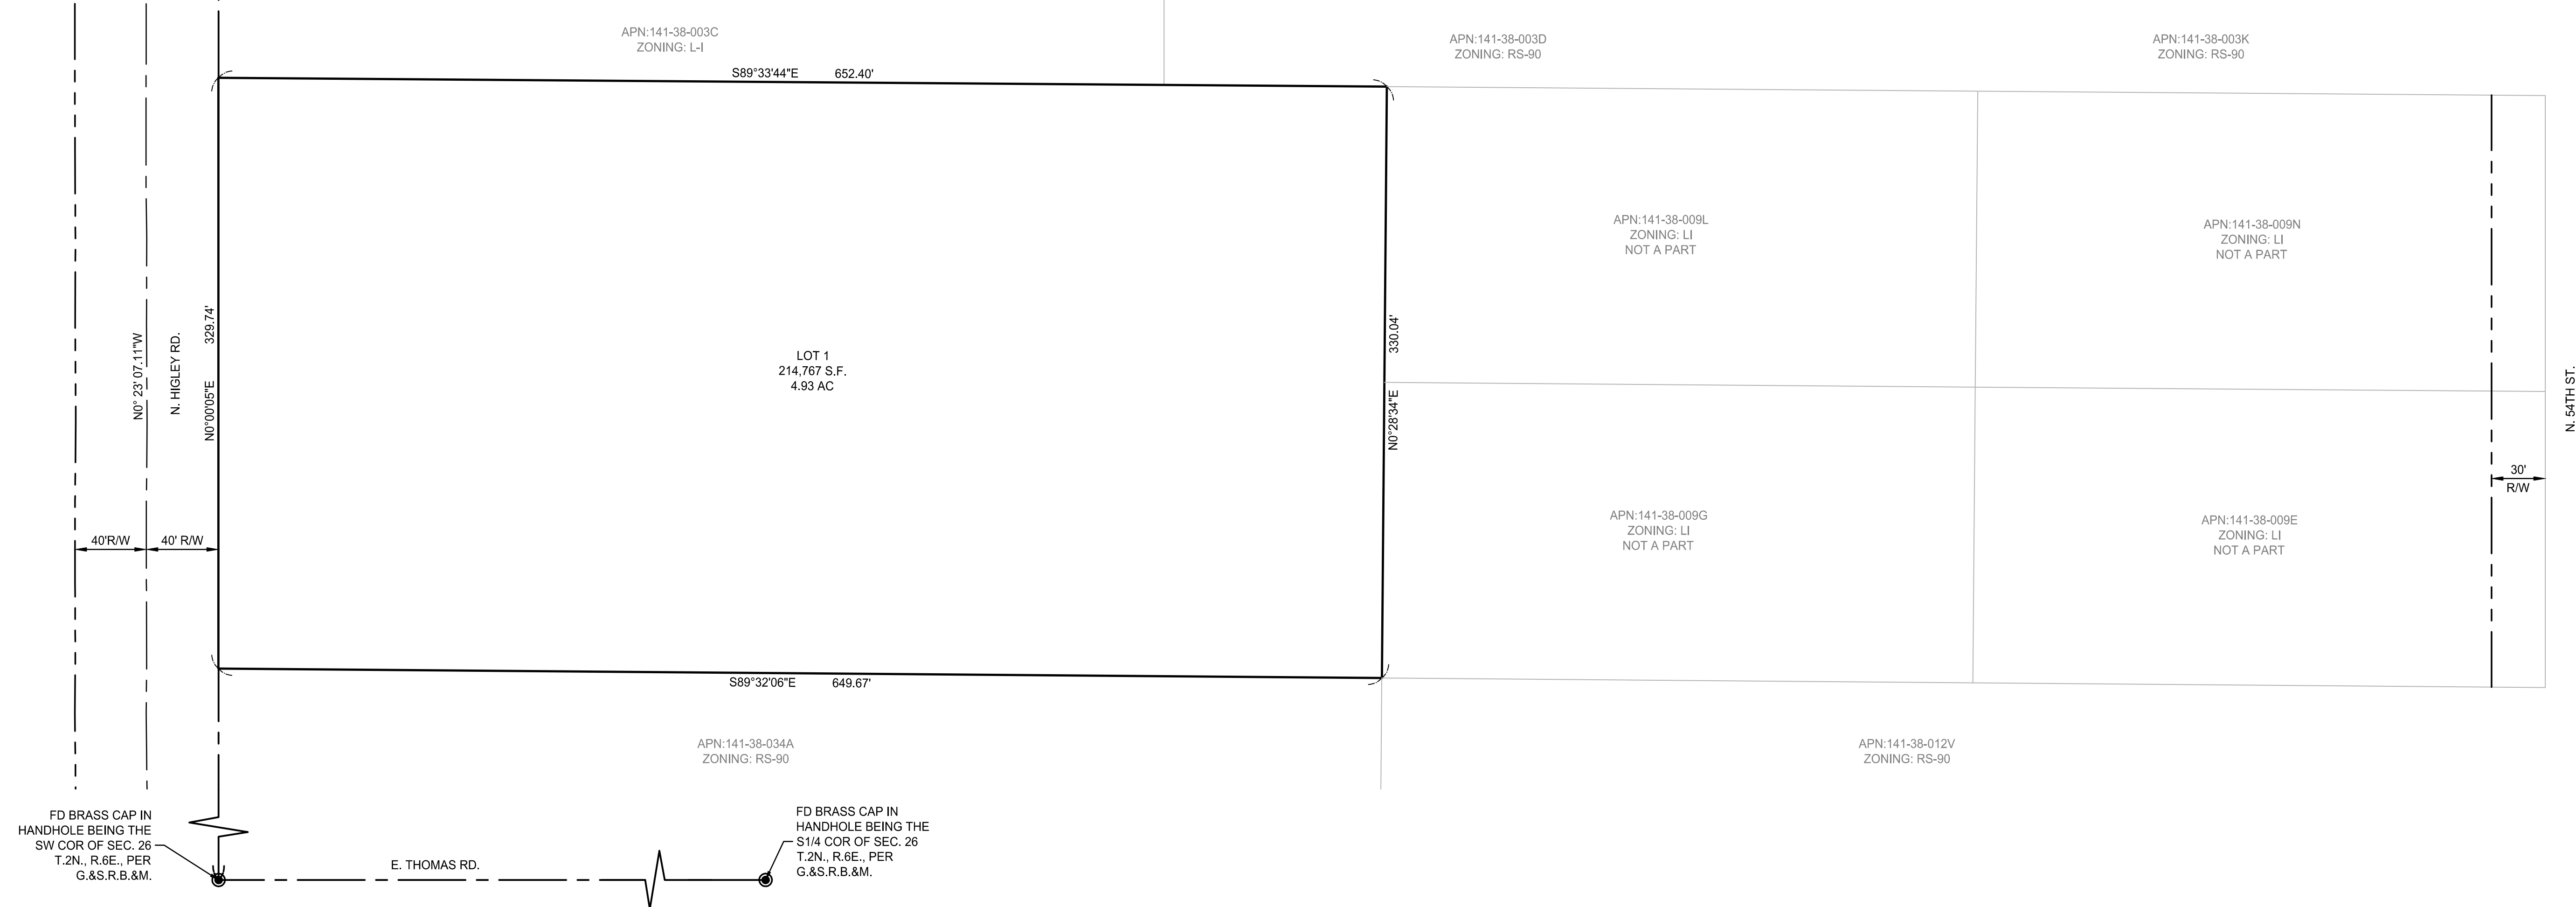 APN:141-38-003C
ZONING: L-I
APN:141-38-003D
ZONING: RS-90
APN:141-38-003K
ZONING: RS-90
S89°33'44"E 652.40'
N0° 23' 07.11"W
N. HIGLEY RD.
N0°00'05"E 329.74'
LOT 1
214,767 S.F.
4.93 AC
N0°28'34"E 330.04'
APN:141-38-009L
ZONING: LI
NOT A PART
APN:141-38-009N
ZONING: LI
NOT A PART
N. 54TH ST.
30'
R/W
APN:141-38-009G
ZONING: LI
NOT A PART
APN:141-38-009E
ZONING: LI
NOT A PART
40'R/W
40' R/W
S89°32'06"E 649.67'
APN:141-38-034A
ZONING: RS-90
APN:141-38-012V
ZONING: RS-90
FD BRASS CAP IN
HANDHOLE BEING THE
SW COR OF SEC. 26
T.2N., R.6E., PER
G.&S.R.B.&M.
E. THOMAS RD.
FD BRASS CAP IN
HANDHOLE BEING THE
S1/4 COR OF SEC. 26
T.2N., R.6E., PER
G.&S.R.B.&M.